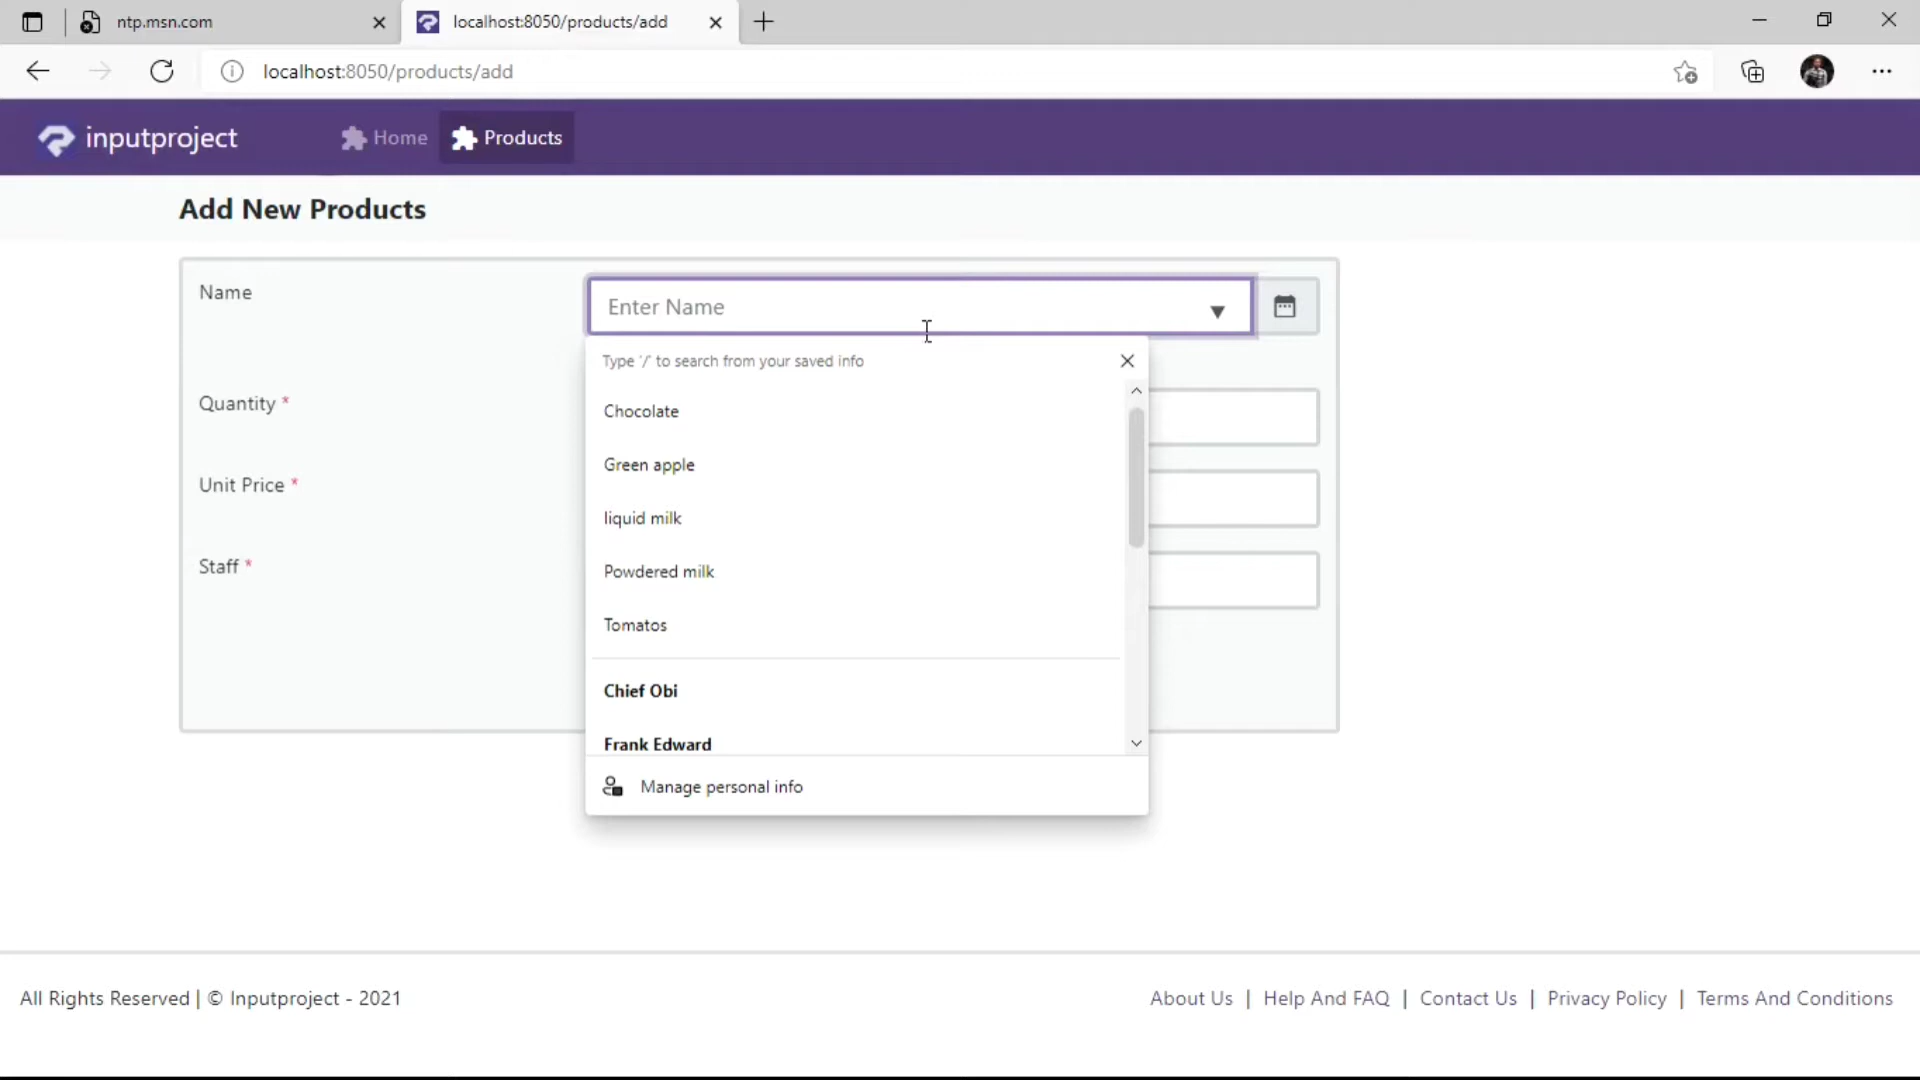 ntp.msn.com
localhost:8050/products/add
localhost:8050/products/add
inputproject
Home
Products
Add New Products
Name
Enter Name
Type '/' to search from your saved info
Chocolate
Green apple
liquid milk
Powdered milk
Tomatos
Chief Obi
Frank Edward
Manage personal info
Quantity *
Unit Price *
Staff *
All Rights Reserved | © Inputproject - 2021
About Us | Help And FAQ | Contact Us | Privacy Policy | Terms And Conditions